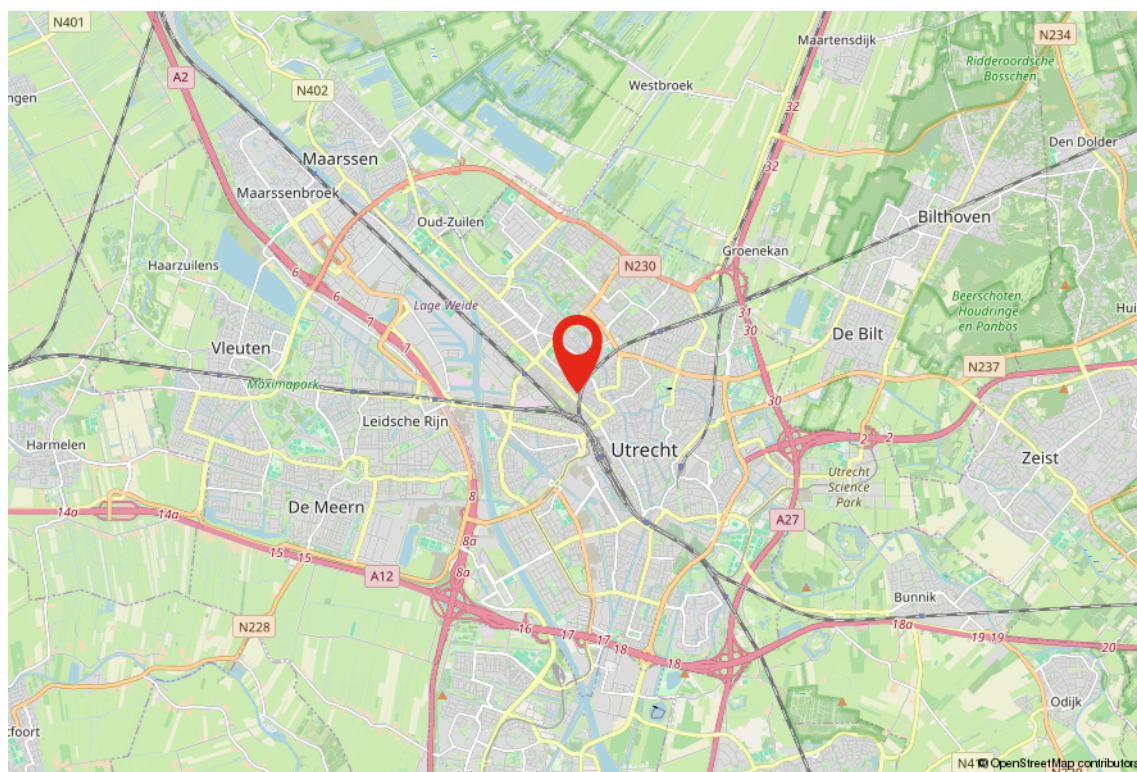 N401
N234
Maartensdijk
Ridderoordsche
Bosschen
A2
Westbroek
N402
32
Den Dolder
Maarssen
32
Maarssenbroek
Bilthoven
Oud-Zuilen
Groenekan
Haarzuilens
N230
6
Beerschoten,
Houdringe
en Panbos
6
Lage Weide
31
30
7
De Bilt
7
Vleuten
N237
Maximapark
30
Leidsche Rijn
2
2
Harmelen
Utrecht
Zeist
Utrecht
Science
Park
8
De Meern
14a
14a
A27
8a
15
15
A12
8a
Bunnik
N228
16
17
17
18
18a
19
19
18
20
Odijk
© OpenStreetMap contributors